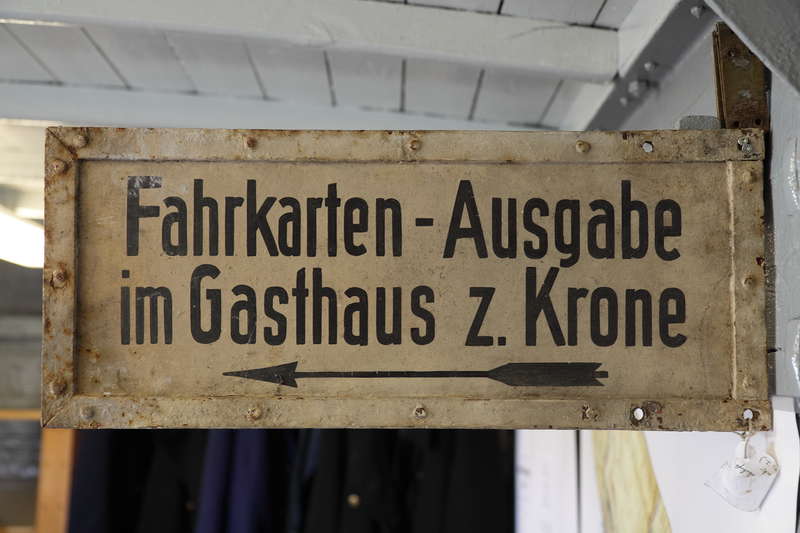 Fahrkarten-Ausgabe
im Gasthaus z. Krone